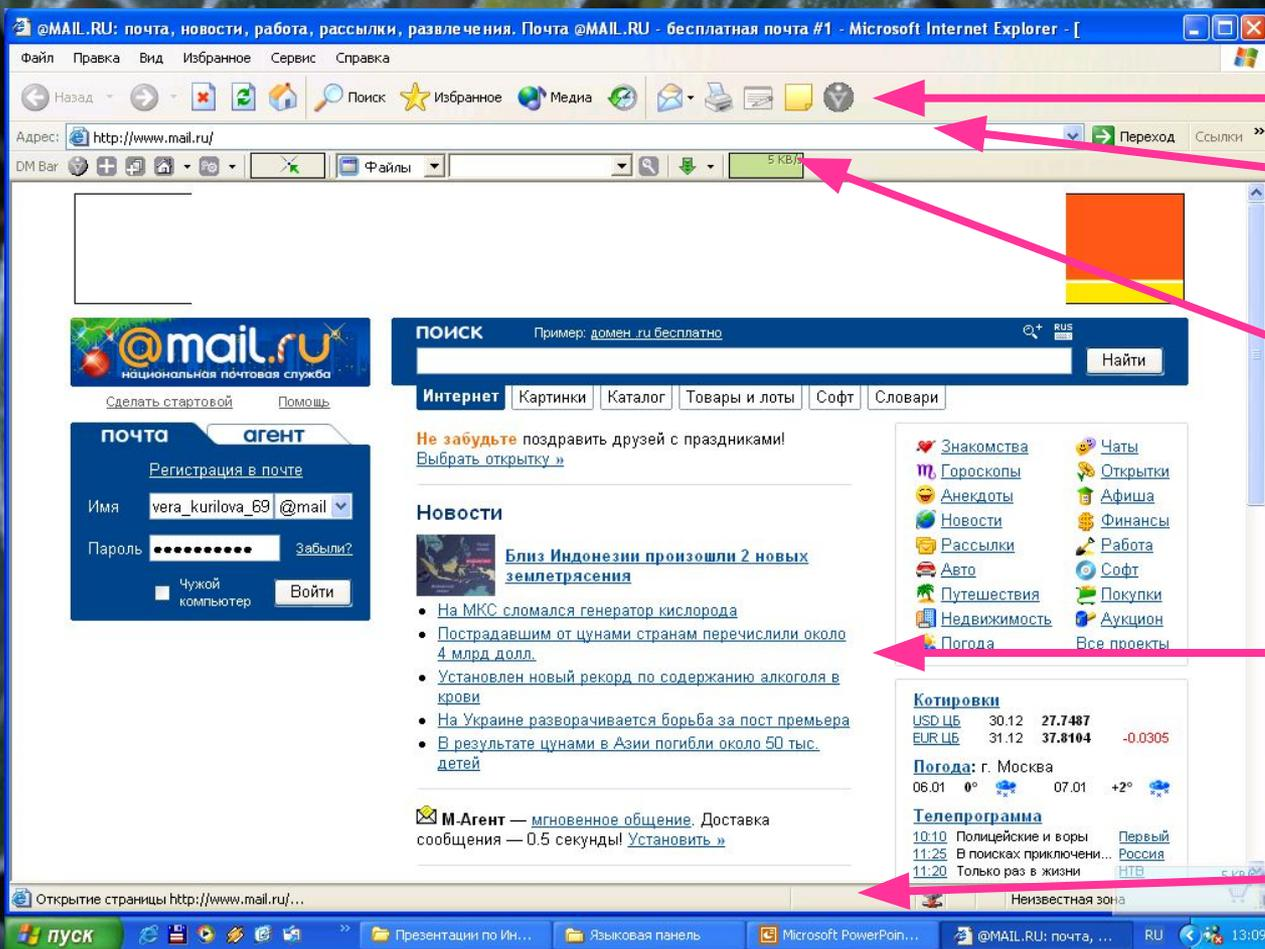 @MAIL.RU: почта, новости, работа, рассылки, развлечения. Почта @MAIL.RU - бесплатная почта #1 - Microsoft Internet Explorer - [
Файл Правка Вид Избранное Сервис Справка
Назад Поиск Избранное Медиа
Адрес: http://www.mail.ru/ Переход Ссылки »
DM Bar Файлы 5 KB/s
@mail.ru
национальная почтовая служба
Сделать стартовой Помощь
почта агент
Регистрация в почте
Имя vera_kurilova_69 @mail
Пароль •••••••••• Забыли?
Чужой
компьютер
Войти
поиск Пример: домен .ru бесплатно RUS
Найти
Интернет Картинки Каталог Товары и лоты Софт Словари
Не забудьте поздравить друзей с праздниками!
Выбрать открытку »
Новости
Близ Индонезии произошли 2 новых
землетрясения
• На МКС сломался генератор кислорода
• Пострадавшим от цунами странам перечислили около
4 млрд долл.
• Установлен новый рекорд по содержанию алкоголя в
крови
• На Украине разворачивается борьба за пост премьера
• В результате цунами в Азии погибли около 50 тыс.
детей
М-Агент — мгновенное общение. Доставка
сообщения — 0.5 секунды! Установить »
Знакомства Чаты
Гороскопы Открытки
Анекдоты Афиша
Новости Финансы
Рассылки Работа
Авто Софт
Путешествия Покупки
Недвижимость Аукцион
Погода Все проекты
Котировки
USD ЦБ 30.12 27.7487
EUR ЦБ 31.12 37.8104 -0.0305
Погода: г. Москва
06.01 0° 07.01 +2°
Телепрограмма
10:10 Полицейские и воры Первый
11:25 В поисках приключени... Россия
11:20 Только раз в жизни НТВ
Открытие страницы http://www.mail.ru/... Неизвестная зона
пуск » Презентации по Ин... Языковая панель Microsoft PowerPoin... @MAIL.RU: почта, ... RU 13:09